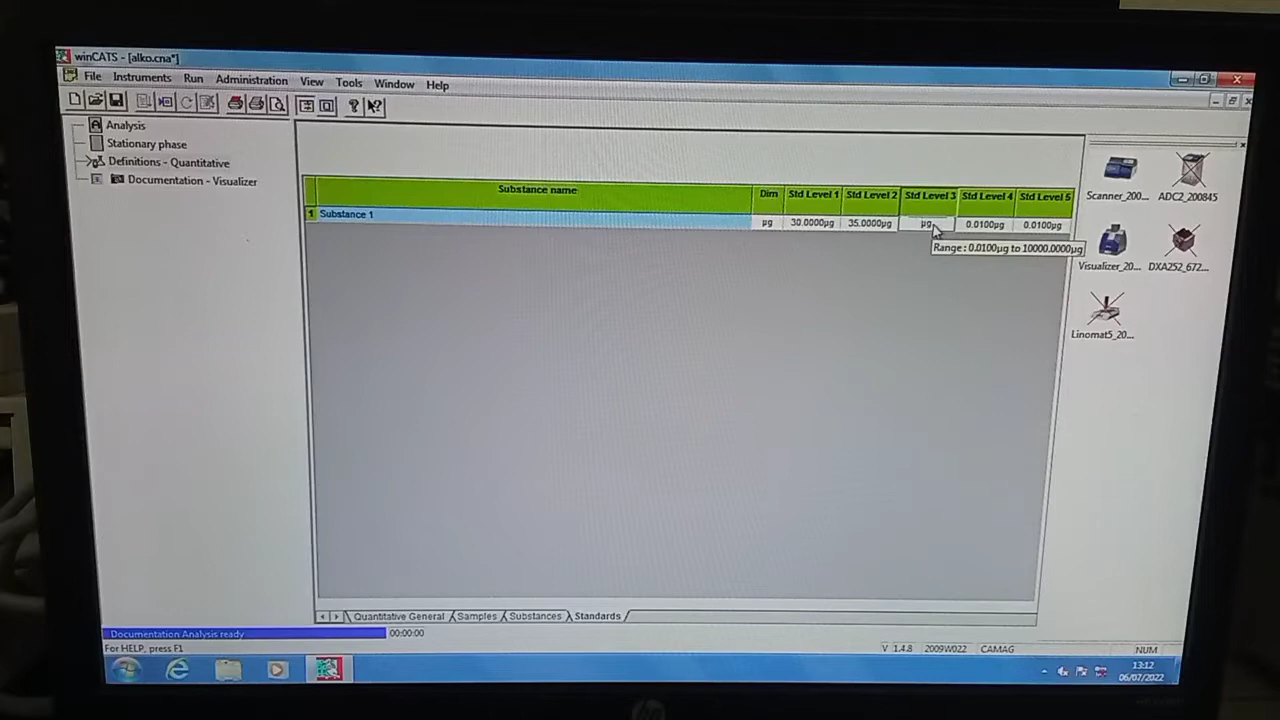 winCATS - [alko.cna*]
File Instruments Run Administration View Tools Window Help
Analysis
Stationary phase
Definitions - Quantitative
Documentation - Visualizer
Substance name Dim Std Level 1 Std Level 2 Std Level 3 Std Level 4 Std Level 5
1 Substance 1 µg 30.0000µg 35.0000µg µg 0.0100µg 0.0100µg
Range : 0.0100µg to 10000.0000µg
Scanner_200... ADC2_200845
Visualizer_20... DXA252_672...
Linomat5_20...
Quantitative General Samples Substances Standards
Documentation Analysis ready 00:00:00
For HELP, press F1 V 1.4.8 2009W022 CAMAG NUM
13:12
06/07/2022